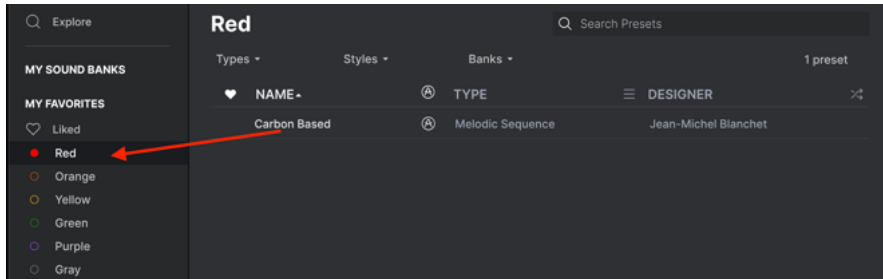 Explore
MY SOUND BANKS
MY FAVORITES
Liked
Red
Orange
Yellow
Green
Purple
Gray
Red
Search Presets
Types
Styles
Banks
1 preset
NAME
TYPE
DESIGNER
Carbon Based
Melodic Sequence
Jean-Michel Blanchet